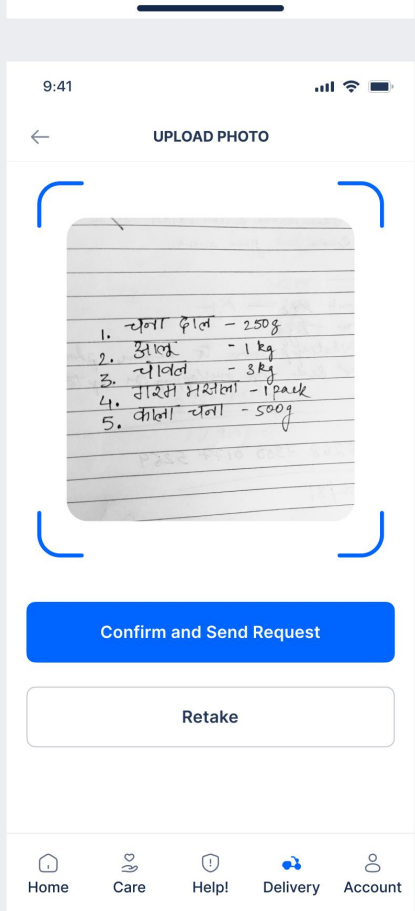 9:41
UPLOAD PHOTO
1. चना दाल - 250g
2. आलू - 1 kg
3. चावल - 3kg
4. गरम मसाला - 1 pack
5. काला चना - 500g
Confirm and Send Request
Retake
Home Care Help! Delivery Account